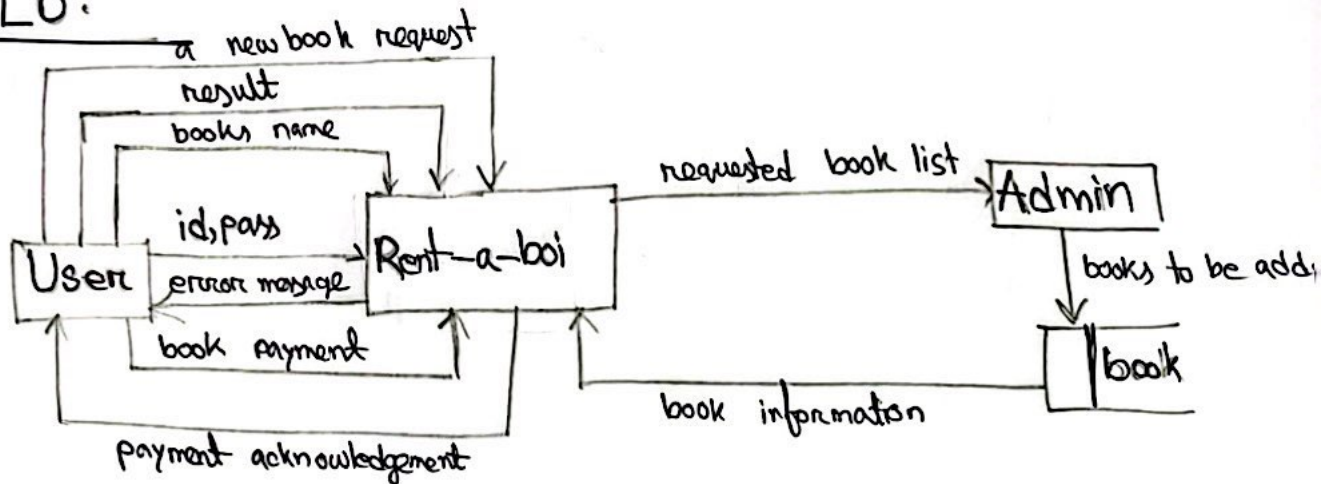 a new book request
result
books name
requested book list
Admin
id, pass
Rent-a-boi
User
error message
books to be add
book payment
book
book information
payment acknowledgement